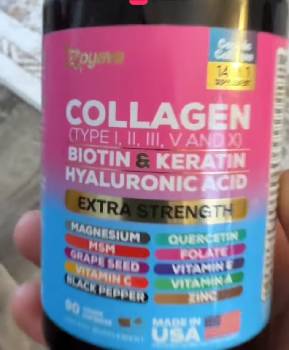 COLLAGEN
(TYPE I, II, III, V AND X)
BIOTIN & KERATIN
HYALURONIC ACID
EXTRA STRENGTH
MAGNESIUM
MSM
GRAPE SEED
VITAMIN C
BLACK PEPPER
QUERCETIN
FOLATE
VITAMIN E
VITAMIN A
ZINC
90
MADE IN
USA